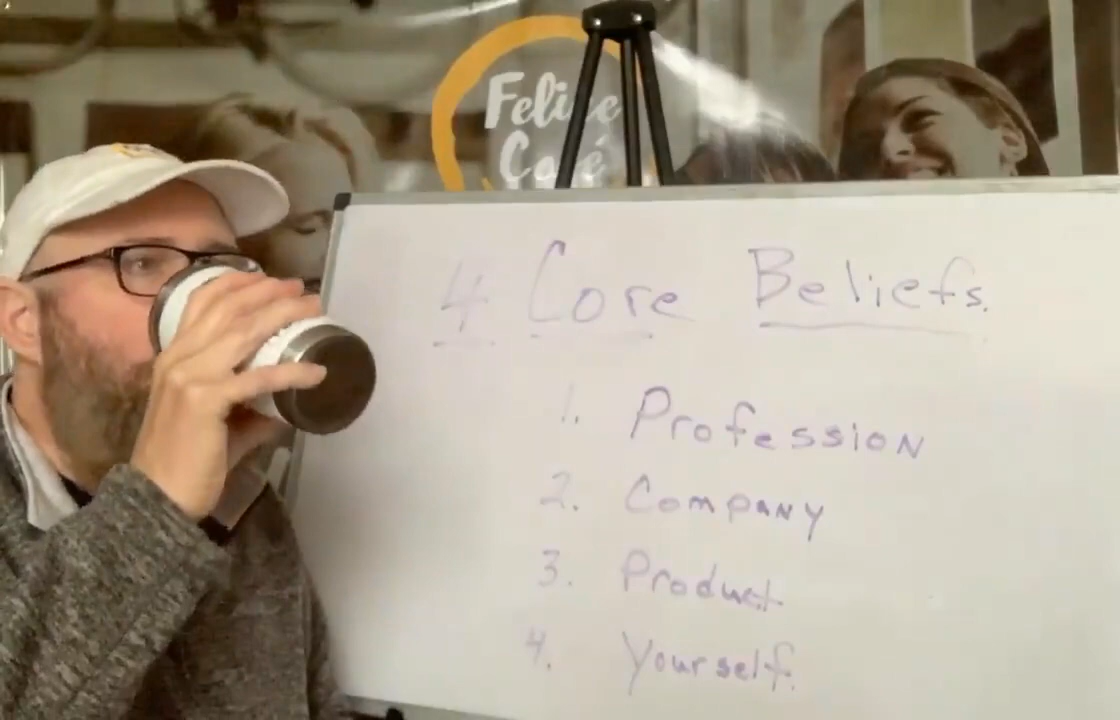 Felice
Café
4 Core Beliefs.
1. Profession
2. Company
3. Product
4. Yourself.